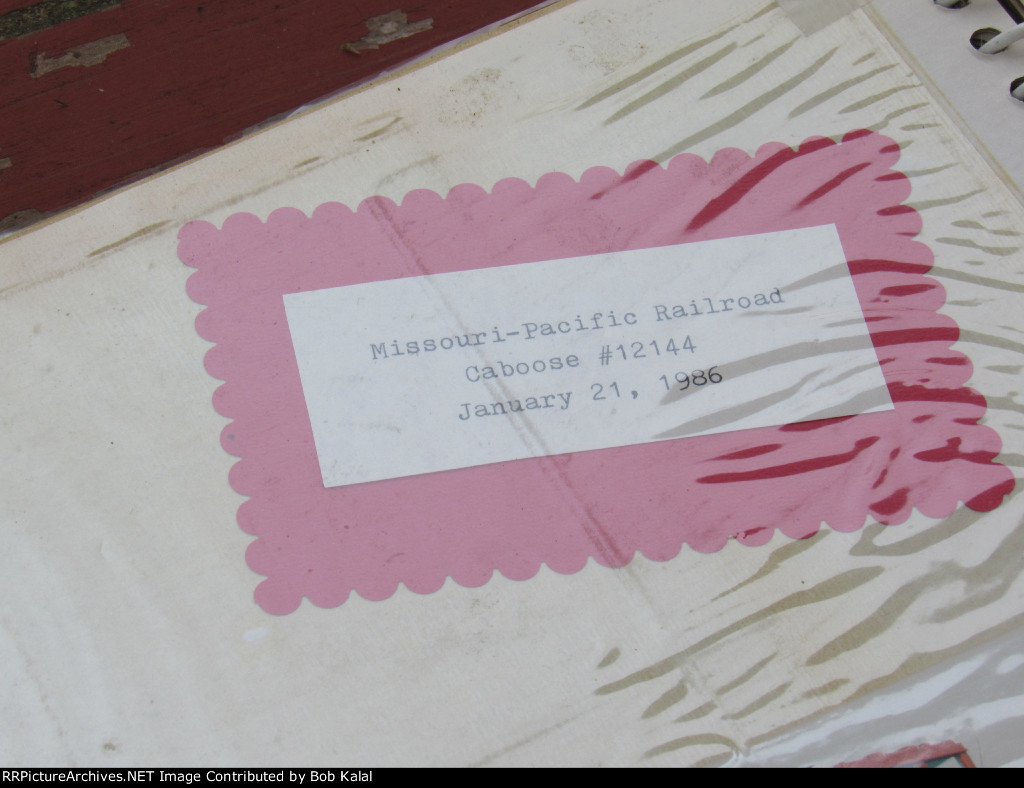 Missouri-Pacific Railroad
Caboose #12144
January 21, 1986
RRPictureArchives.NET Image Contributed by Bob Kalal